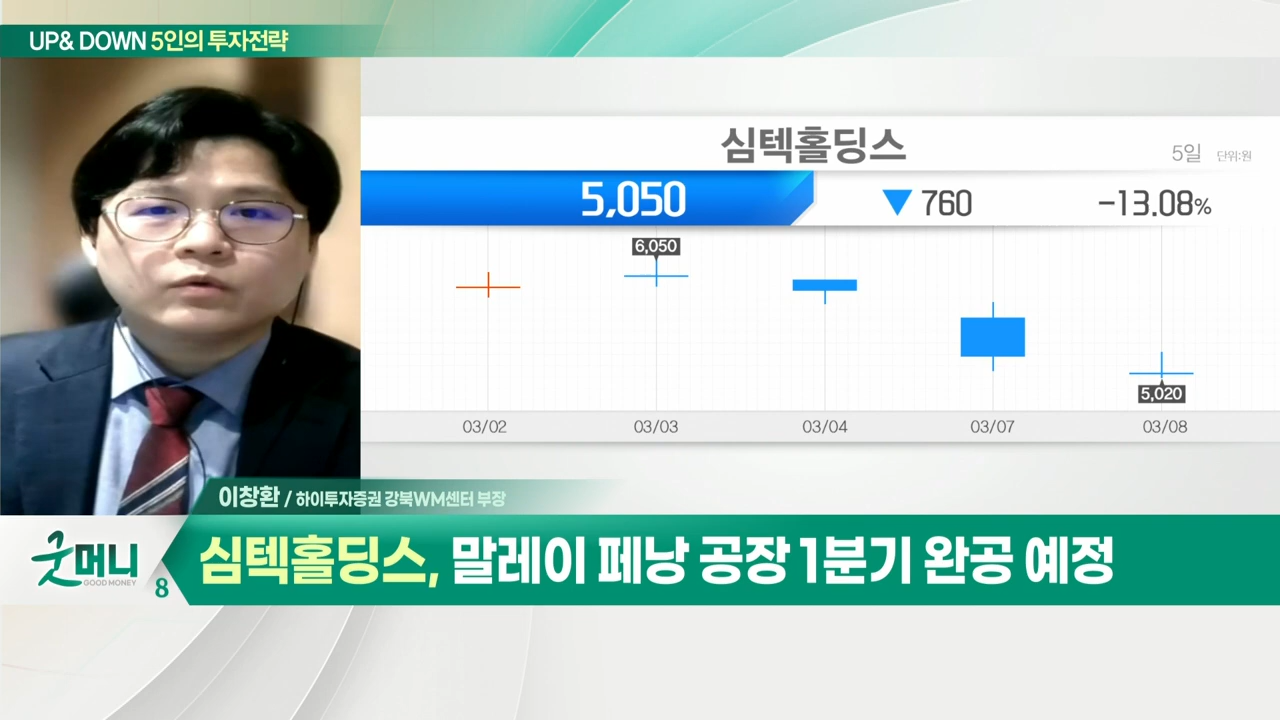 UP& DOWN 5인의 투자전략
심텍홀딩스
5일 단위:원
5,050 ▼ 760 -13.08%
6,050
5,020
03/02 03/03 03/04 03/07 03/08
이창환 / 하이투자증권 강북WM센터 부장
굿머니
GOOD MONEY
8
심텍홀딩스, 말레이 페낭 공장 1분기 완공 예정